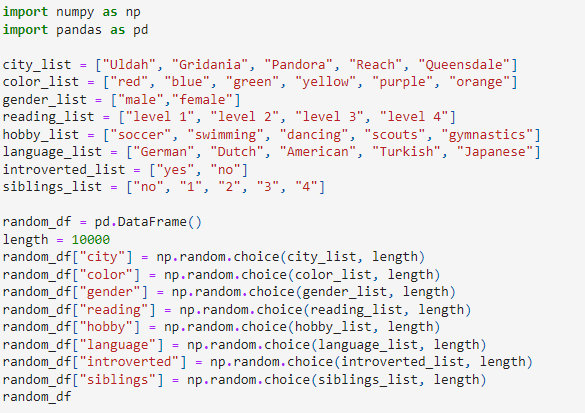 import numpy as np
import pandas as pd
city_list = ["Uldah", "Gridania", "Pandora", "Reach", "Queensdale"]
color_list = ["red", "blue", "green", "yellow", "purple", "orange"]
gender_list = ["male","female"]
reading_list = ["level 1", "level 2", "level 3", "level 4"]
hobby_list = ["soccer", "swimming", "dancing", "scouts", "gymnastics"]
language_list = ["German", "Dutch", "American", "Turkish", "Japanese"]
introverted_list = ["yes", "no"]
siblings_list = ["no", "1", "2", "3", "4"]
random_df = pd.DataFrame()
length = 10000
random_df["city"] = np.random.choice(city_list, length)
random_df["color"] = np.random.choice(color_list, length)
random_df["gender"] = np.random.choice(gender_list, length)
random_df["reading"] = np.random.choice(reading_list, length)
random_df["hobby"] = np.random.choice(hobby_list, length)
random_df["language"] = np.random.choice(language_list, length)
random_df["introverted"] = np.random.choice(introverted_list, length)
random_df["siblings"] = np.random.choice(siblings_list, length)
random_df